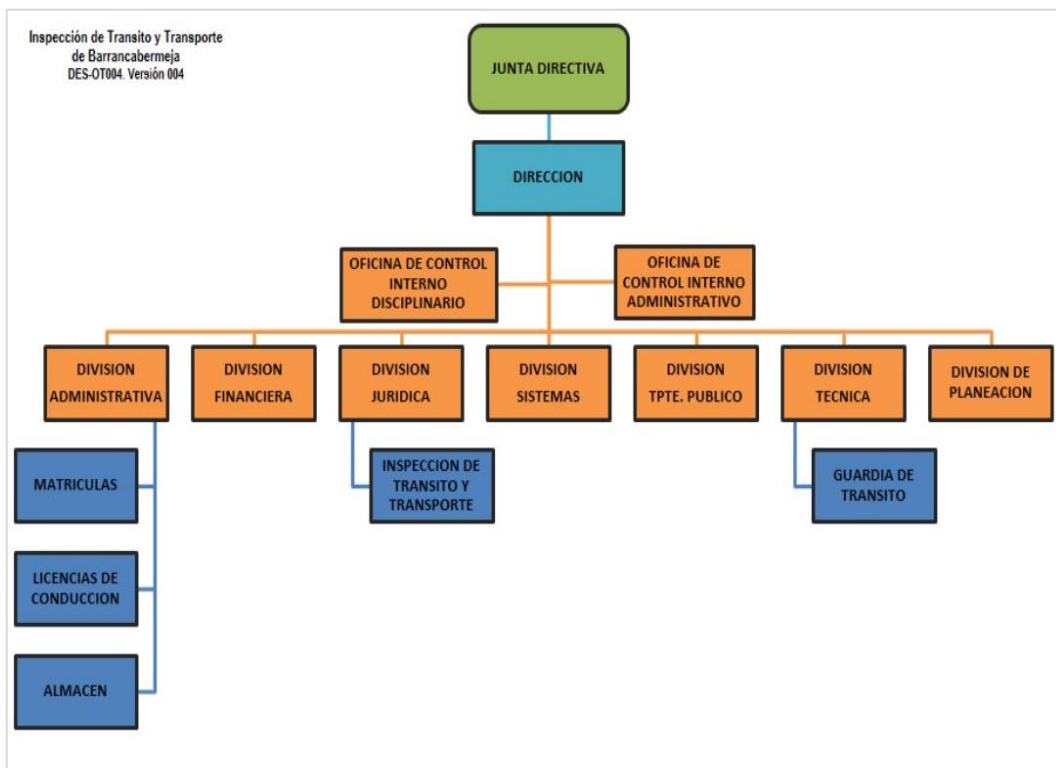 Inspección de Transito y Transporte
de Barrancabermeja
DES-OT004. Versión 004
JUNTA DIRECTIVA
DIRECCION
OFICINA DE CONTROL
INTERNO
DISCIPLINARIO
OFICINA DE
CONTROL INTERNO
ADMINISTRATIVO
DIVISION
ADMINISTRATIVA
DIVISION
FINANCIERA
DIVISION
JURIDICA
DIVISION
SISTEMAS
DIVISION
TPTE. PUBLICO
DIVISION
TECNICA
DIVISION DE
PLANEACION
MATRICULAS
INSPECCION DE
TRANSITO Y
TRANSPORTE
GUARDIA DE
TRANSITO
LICENCIAS DE
CONDUCCION
ALMACEN